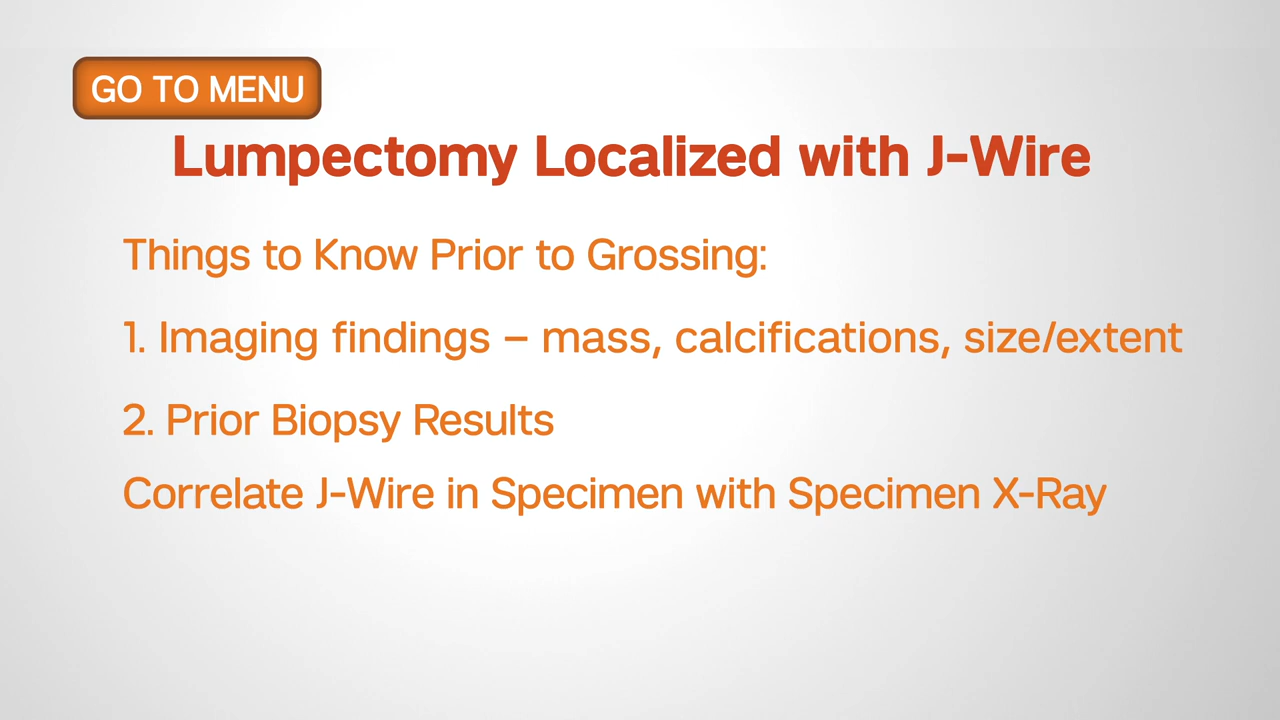 GO TO MENU
Lumpectomy Localized with J-Wire
Things to Know Prior to Grossing:
1. Imaging findings – mass, calcifications, size/extent
2. Prior Biopsy Results
Correlate J-Wire in Specimen with Specimen X-Ray